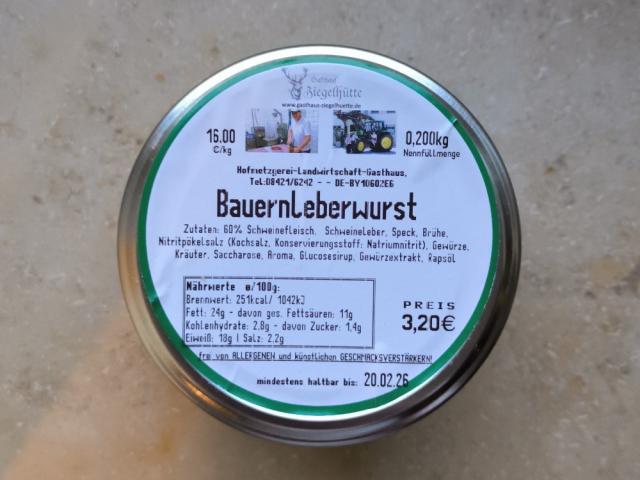 Gasthaus
Ziegelhütte
www.gasthaus-ziegelhuette.de
16.00
€/kg
0,200kg
Nennfüllmenge
Hofmetzgerei-Landwirtschaft-Gasthaus,
Tel:08421/6242 - - DE-BY10602EG
Bauernleberwurst
Zutaten: 60% Schweinefleisch, Schweineleber, Speck, Brühe,
Nitritpökelsalz (Kochsalz, Konservierungsstoff: Natriumnitrit), Gewürze,
Kräuter, Saccharose, Aroma, Glucosesirup, Gewürzextrakt, Rapsöl
Nährwerte ø/100g:
Brennwert: 251kcal/ 1042kJ
Fett: 24g - davon ges. Fettsäuren: 11g
Kohlenhydrate: 2,8g - davon Zucker: 1,4g
Eiweiß: 18g | Salz: 2,2g
PREIS
3,20€
frei von ALLERGENEN und künstlichen GESCHMACKSVERSTÄRKERN!
mindestens haltbar bis: 20.02.26